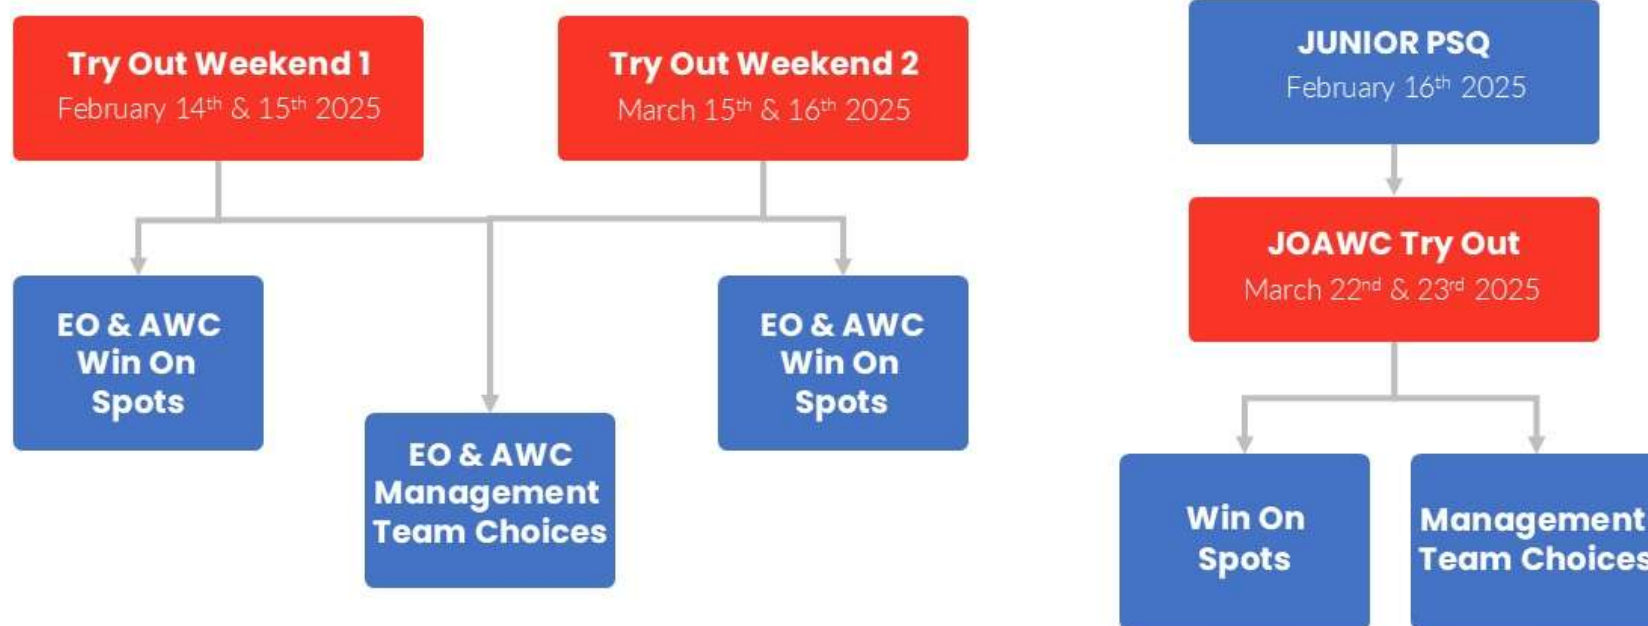 Try Out Weekend 1
February 14th & 15th 2025
Try Out Weekend 2
March 15th & 16th 2025
EO & AWC
Win On
Spots
EO & AWC
Management
Team Choices
EO & AWC
Win On
Spots
JUNIOR PSQ
February 16th 2025
JOAWC Try Out
March 22nd & 23rd 2025
Win On
Spots
Management
Team Choices